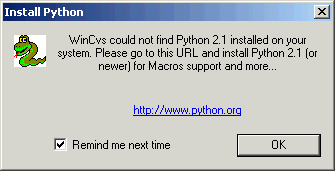 Install Python
WinCvs could not find Python 2.1 installed on your
system. Please go to this URL and install Python 2.1 (or
newer) for Macros support and more...
http://www.python.org
Remind me next time
OK